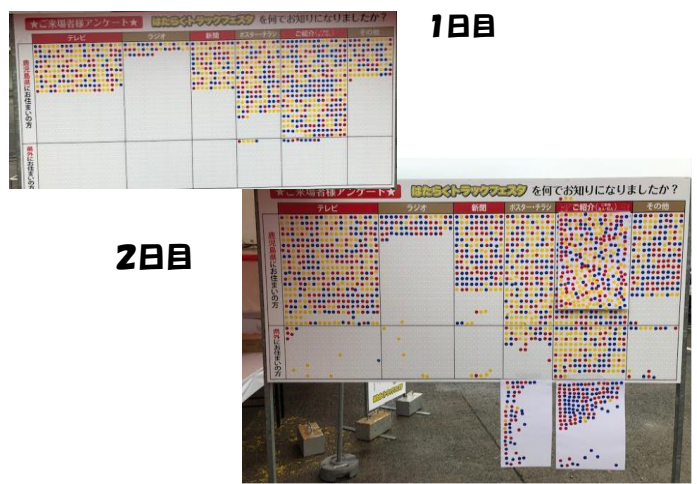 1日目
★ご来場者様アンケート★ はたらくトラックフェスタ を何でお知りになりましたか？
テレビ ラジオ 新聞 ポスター・チラシ ご紹介 その他
鹿児島県にお住まいの方
県外にお住まいの方
2日目
★ご来場者様アンケート★ はたらくトラックフェスタ を何でお知りになりましたか？
テレビ ラジオ 新聞 ポスター・チラシ ご紹介 その他
鹿児島県にお住まいの方
県外にお住まいの方